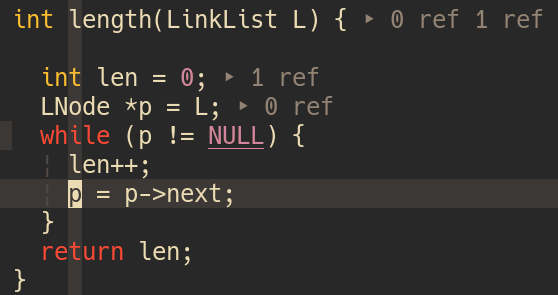 int length(LinkList L) { ‣ 0 ref 1 ref
int len = 0; ‣ 1 ref
LNode *p = L; ‣ 0 ref
while (p != NULL) {
len++;
p = p->next;
}
return len;
}